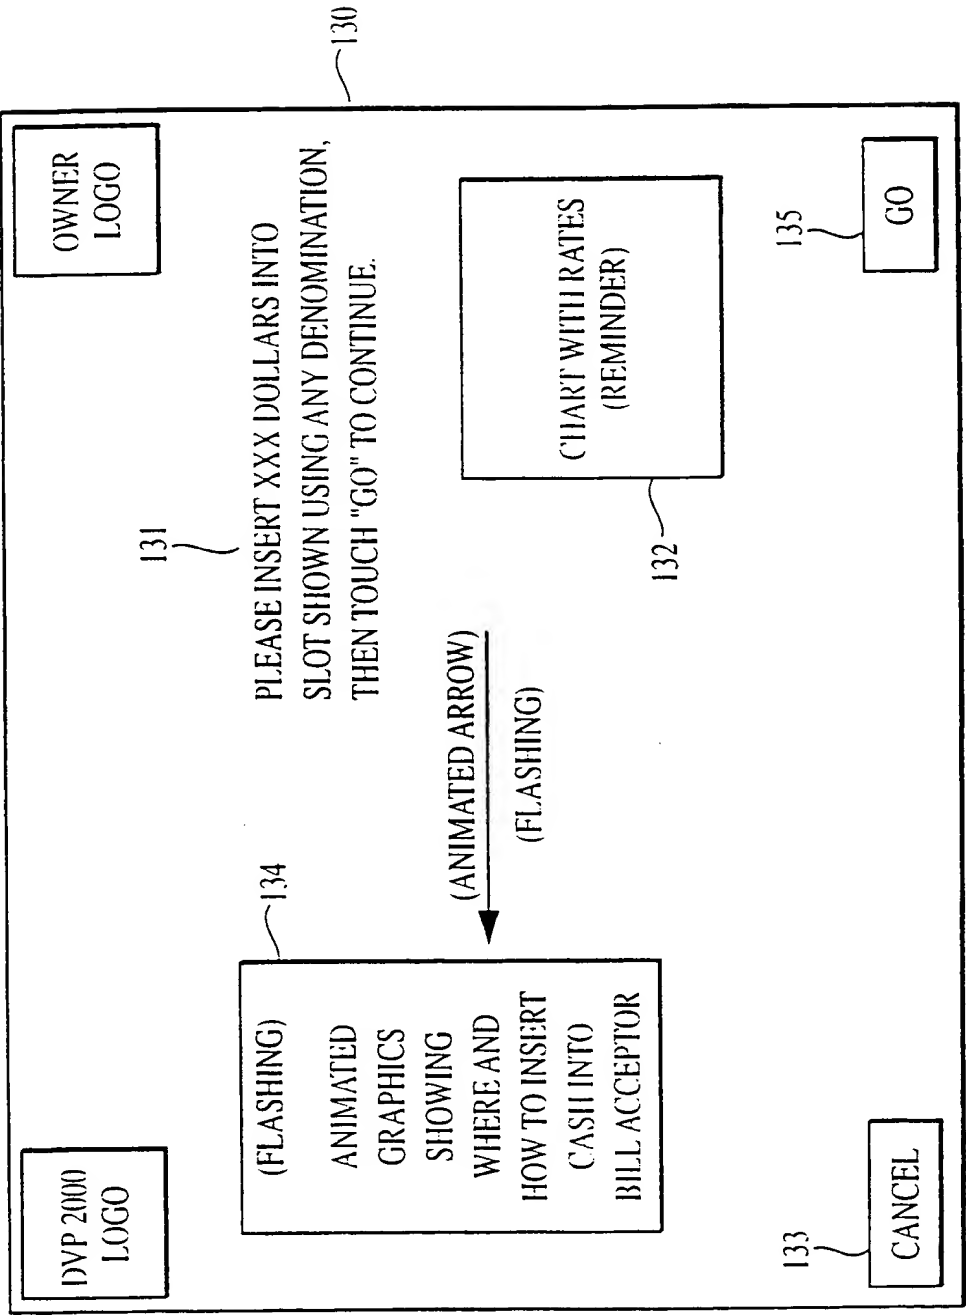 130
DVP 2000
LOGO
OWNER
LOGO
131
PLEASE INSERT XXX DOLLARS INTO
SLOT SHOWN USING ANY DENOMINATION,
THEN TOUCH "GO" TO CONTINUE.
134
(FLASHING)
ANIMATED
GRAPHICS
SHOWING
WHERE AND
HOW TO INSERT
CASH INTO
BILL ACCEPTOR
(ANIMATED ARROW)
(FLASHING)
CHART WITH RATES
(REMINDER)
132
133
CANCEL
135
GO